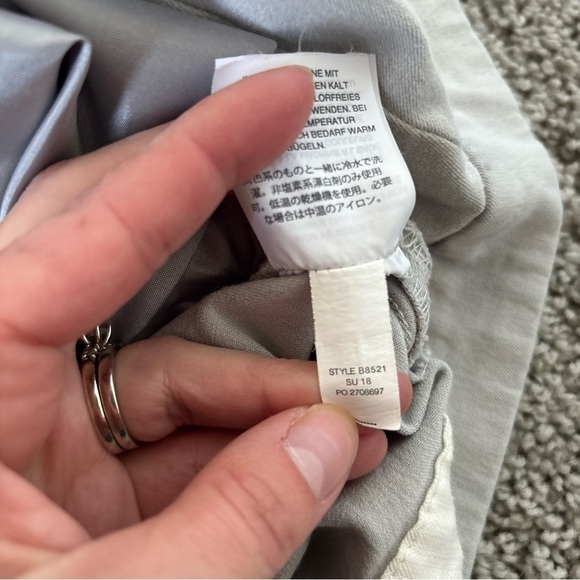 INE MIT
EN KALT
LORFREIES
WENDEN. BEI
EMPERATUR
CH BEDARF WARM
BÜGELN.
同色系のものと一緒に冷水で洗
濯。非塩素系漂白剤のみ使用
可。低温の乾燥機を使用。必要
な場合は中温のアイロン。
STYLE B8521
SU 18
PO 2708697